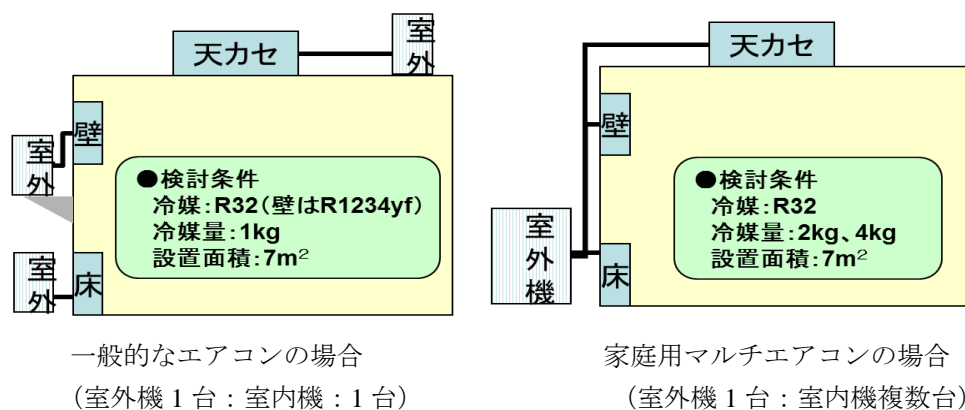 天カセ
室外
壁
室外
●検討条件
冷媒:R32(壁はR1234yf)
冷媒量:1kg
設置面積:7m²
室外
床
一般的なエアコンの場合
(室外機 1 台:室内機:1 台)
天カセ
壁
●検討条件
冷媒:R32
冷媒量:2kg、4kg
設置面積:7m²
室外機
床
家庭用マルチエアコンの場合
(室外機 1 台:室内機複数台)